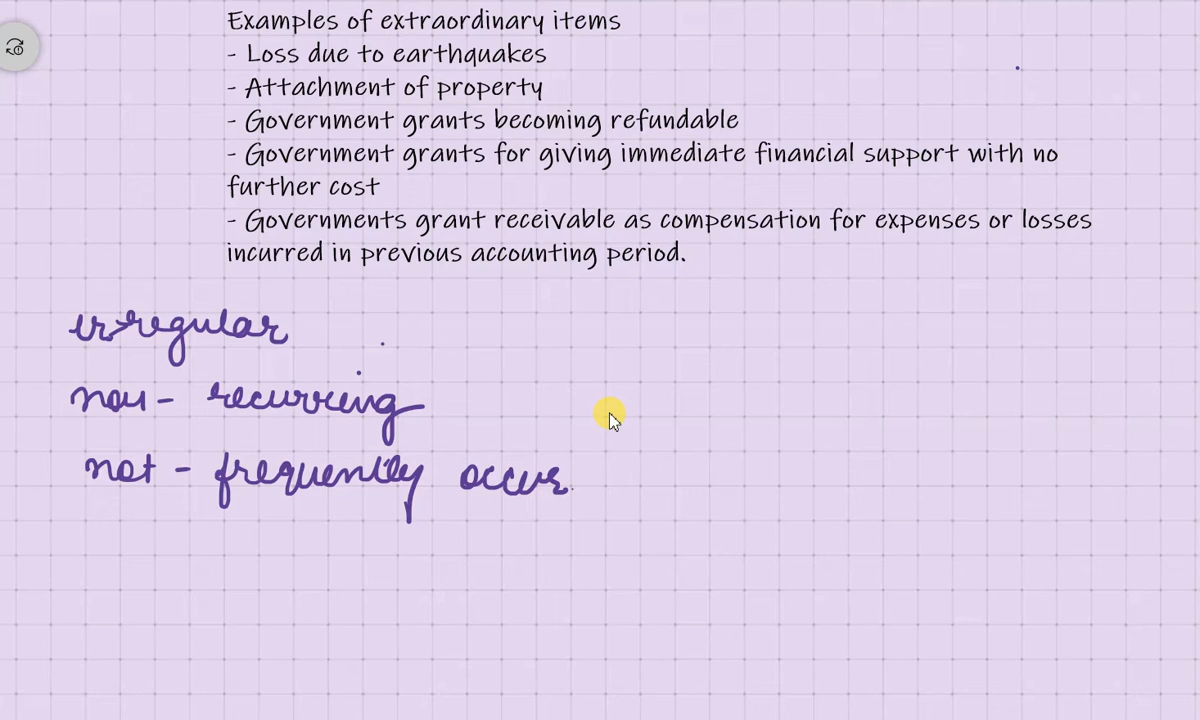 Examples of extraordinary items
- Loss due to earthquakes
- Attachment of property
- Government grants becoming refundable
- Government grants for giving immediate financial support with no
further cost
- Governments grant receivable as compensation for expenses or losses
incurred in previous accounting period.
irregular
non- recurring
not - frequently occur.